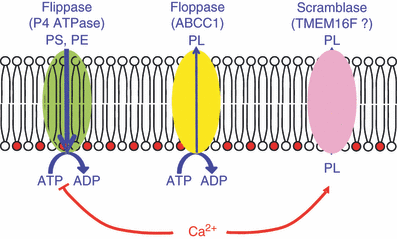 Flippase
(P4 ATPase)
PS, PE
Floppase
(ABCC1)
PL
Scramblase
(TMEM16F ?)
PL
ATP
ADP
ATP
ADP
PL
Ca2+